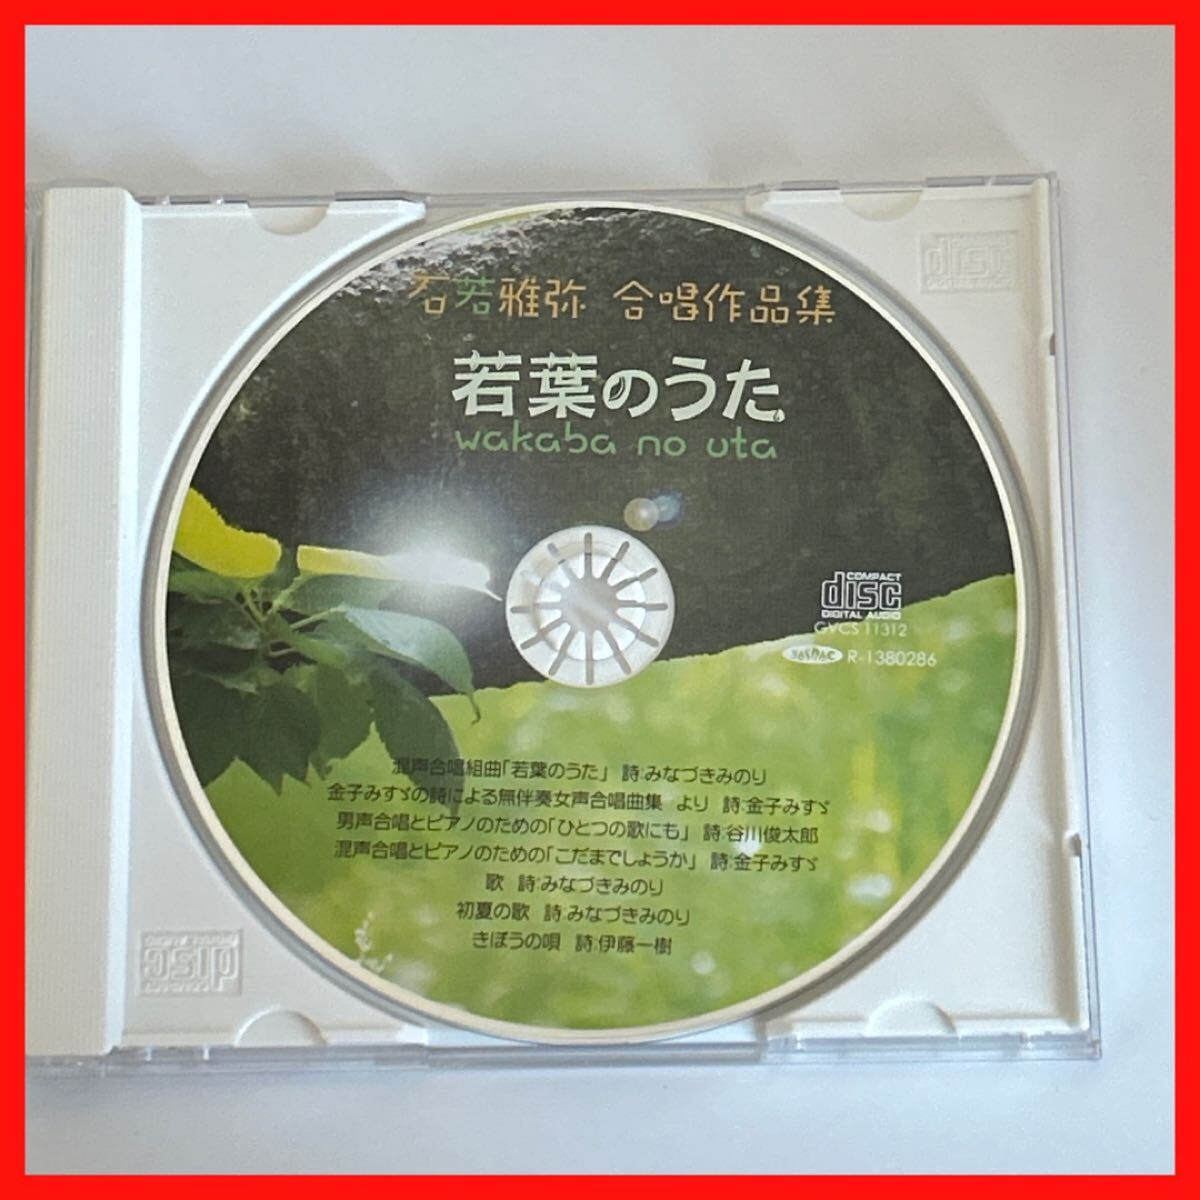 石若雅弥 合唱作品集
若葉のうた
wakaba no uta
COMPACT
disc
DIGITAL AUDIO
GVCS 11312
R-1380286
混声合唱組曲「若葉のうた」 詩:みなづきみのり
金子みすゞの詩による無伴奏女声合唱曲集 より 詩:金子みすゞ
男声合唱とピアノのための「ひとつの歌にも」 詩:谷川俊太郎
混声合唱とピアノのための「こだまでしょうか」 詩:金子みすゞ
歌 詩:みなづきみのり
初夏の歌 詩:みなづきみのり
きぼうの唄 詩:伊藤一樹
disc
disc